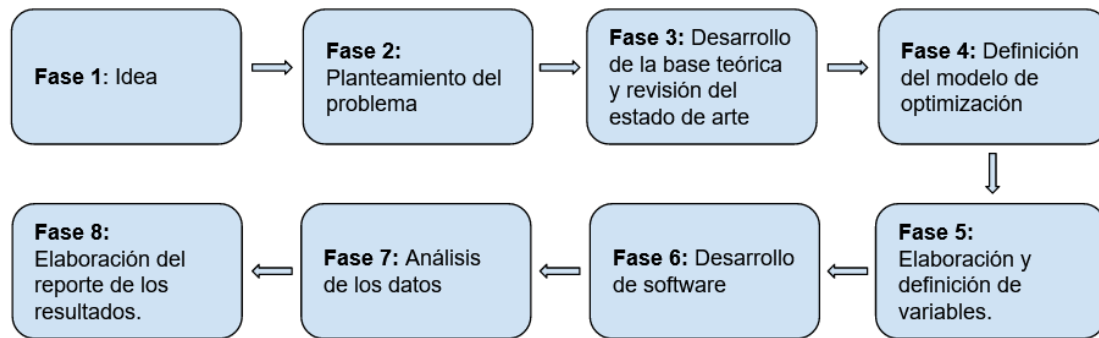 Fase 1: Idea
Fase 2:
Planteamiento del
problema
Fase 3: Desarrollo
de la base teórica
y revisión del
estado de arte
Fase 4: Definición
del modelo de
optimización
Fase 5:
Elaboración y
definición de
variables.
Fase 6: Desarrollo
de software
Fase 7: Análisis
de los datos
Fase 8:
Elaboración del
reporte de los
resultados.